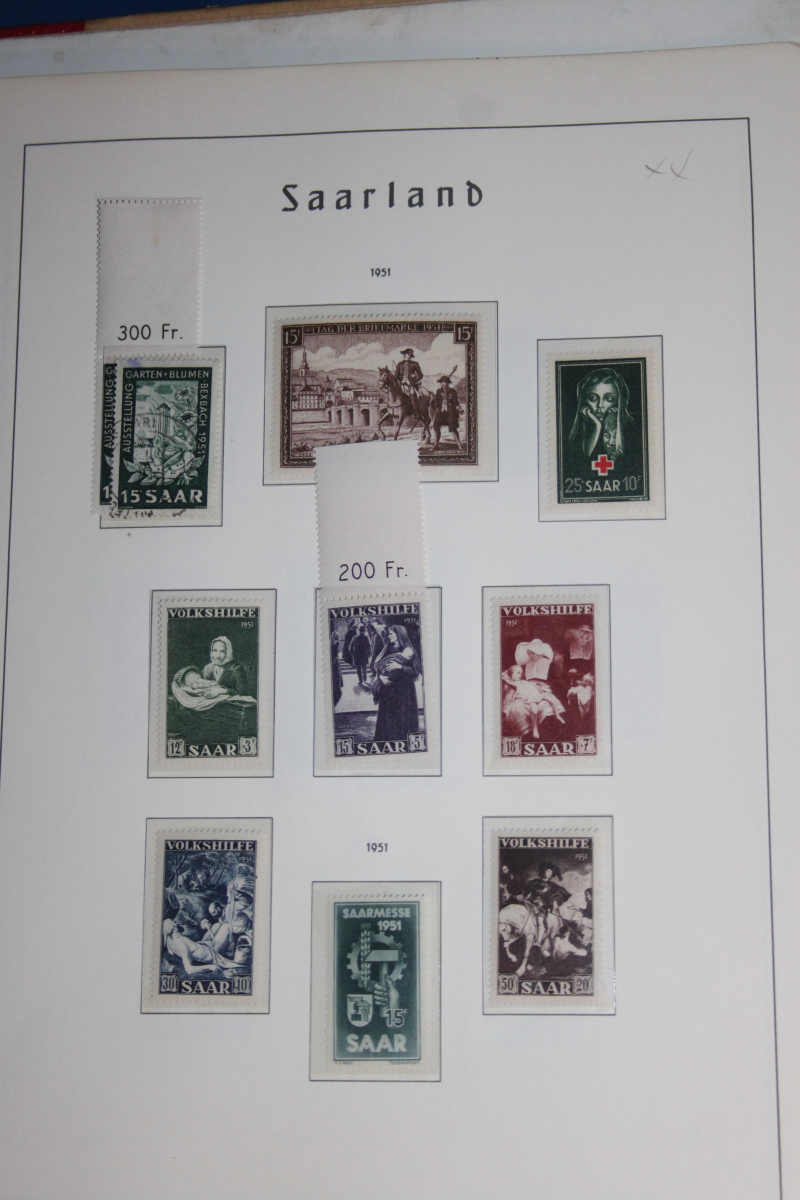 Saarland
xx
1951
300 Fr.
AUSSTELLUNG
GARTEN + BLUMEN
BEXBACH 1951
15 SAAR
15F TAG DER BRIEFMARKE 1951 15F
25F SAAR 10F
200 Fr.
VOLKSHILFE
1951
12F SAAR +3F
VOLKSHILFE
15F SAAR +5F
VOLKSHILFE
1951
18F SAAR +7F
1951
VOLKSHILFE
1951
30F SAAR +10F
SAARMESSE
1951
15F
SAAR
VOLKSHILFE
1951
50F SAAR +20F